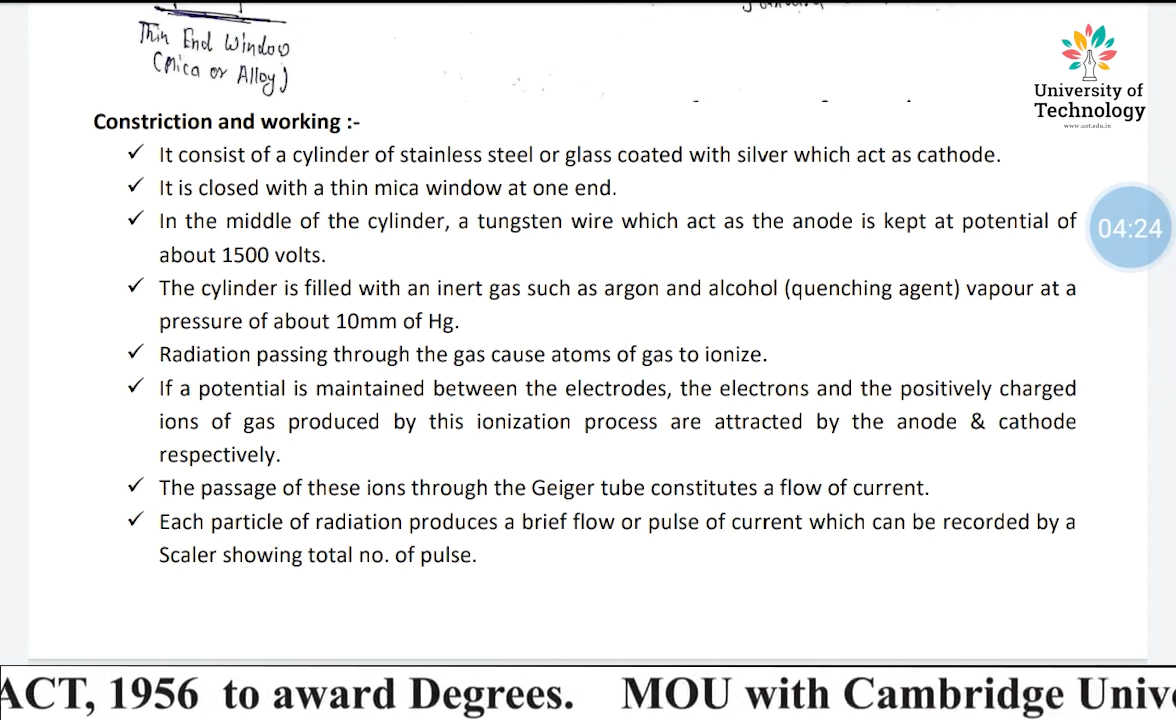 Thin End Window
(Mica or Alloy)
University of
Technology
www.uot.edu.in
Constriction and working :-
✓ It consist of a cylinder of stainless steel or glass coated with silver which act as cathode.
✓ It is closed with a thin mica window at one end.
✓ In the middle of the cylinder, a tungsten wire which act as the anode is kept at potential of
about 1500 volts.
04:24
✓ The cylinder is filled with an inert gas such as argon and alcohol (quenching agent) vapour at a
pressure of about 10mm of Hg.
✓ Radiation passing through the gas cause atoms of gas to ionize.
✓ If a potential is maintained between the electrodes, the electrons and the positively charged
ions of gas produced by this ionization process are attracted by the anode & cathode
respectively.
✓ The passage of these ions through the Geiger tube constitutes a flow of current.
✓ Each particle of radiation produces a brief flow or pulse of current which can be recorded by a
Scaler showing total no. of pulse.
ACT, 1956 to award Degrees. MOU with Cambridge Unive